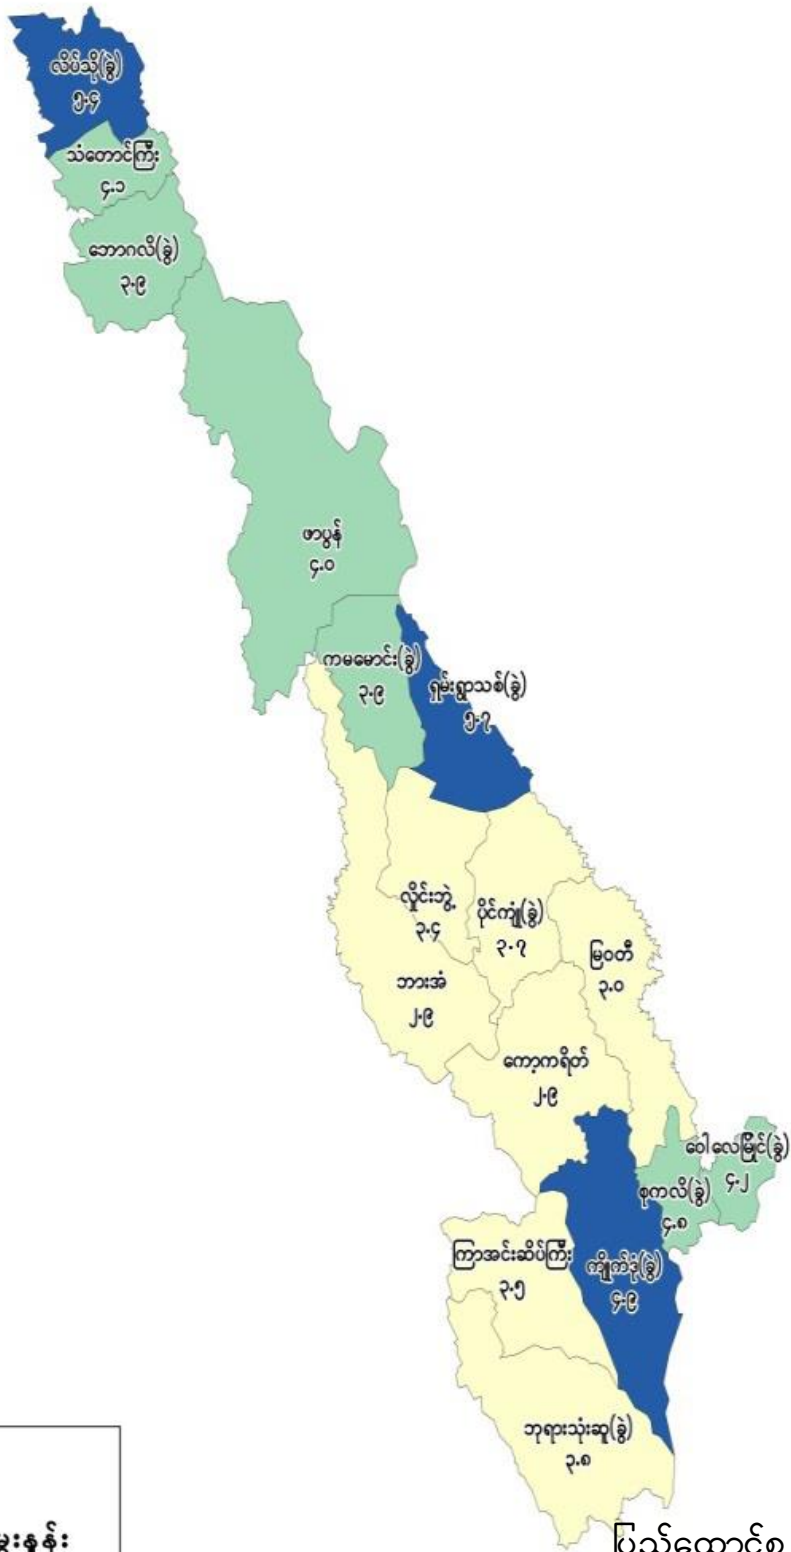 လိပ်သို(ခွဲ)
၅.၄
သံတောင်ကြီး
၄.၁
ဘောဂလိ(ခွဲ)
၃.၉
ဖာပွန်
၄.၀
ကမမောင်း(ခွဲ)
၃.၉
ရှမ်းရွာသစ်(ခွဲ)
၅.၇
လှိုင်းဘွဲ့
၃.၄
ပိုင်ကျုံ(ခွဲ)
၃.၇
မြဝတီ
၃.၀
ဘားအံ
၂.၉
ကော့ကရိတ်
၂.၉
ဝေါလေမြိုင်(ခွဲ)
၄.၂
စုကလိ(ခွဲ)
၄.၈
ကြာအင်းဆိပ်ကြီး
၃.၅
ကျိုက်ဒုံ(ခွဲ)
၄.၉
ဘုရားသုံးဆူ(ခွဲ)
၃.၈